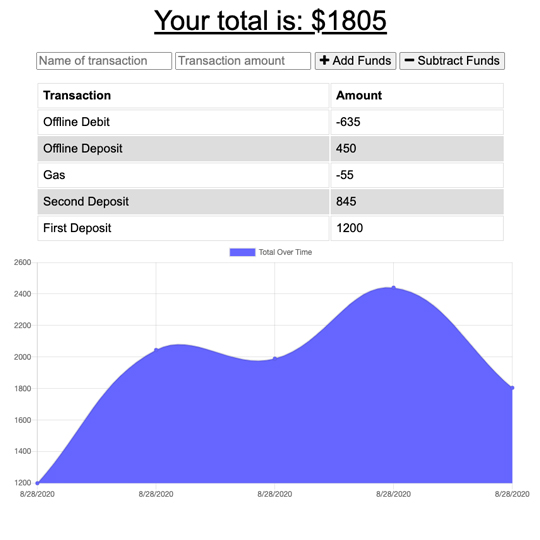 Your total is: $1805
Name of transaction Transaction amount + Add Funds − Subtract Funds
Transaction Amount
Offline Debit -635
Offline Deposit 450
Gas -55
Second Deposit 845
First Deposit 1200
Total Over Time
2600
2400
2200
2000
1800
1600
1400
1200
8/28/2020 8/28/2020 8/28/2020 8/28/2020 8/28/2020